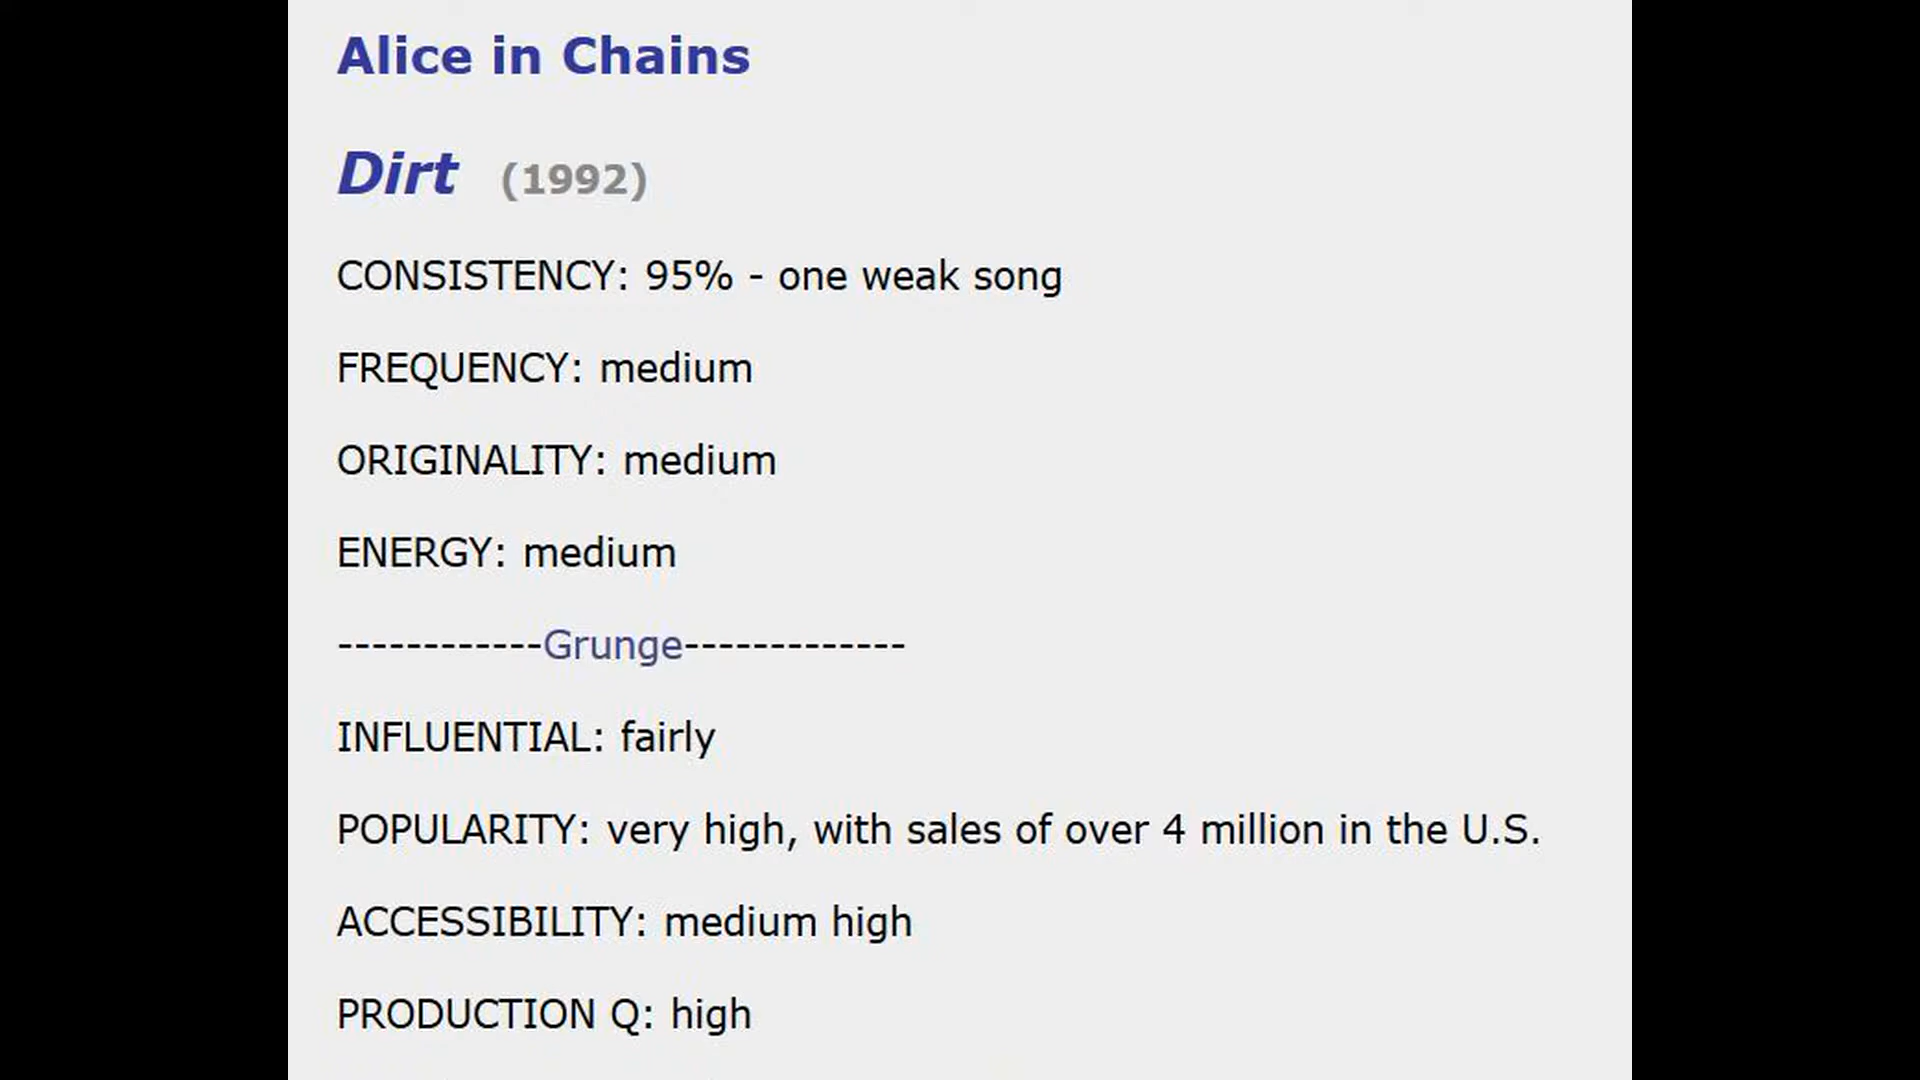 Alice in Chains
Dirt (1992)
CONSISTENCY: 95% - one weak song
FREQUENCY: medium
ORIGINALITY: medium
ENERGY: medium
------------Grunge-------------
INFLUENTIAL: fairly
POPULARITY: very high, with sales of over 4 million in the U.S.
ACCESSIBILITY: medium high
PRODUCTION Q: high